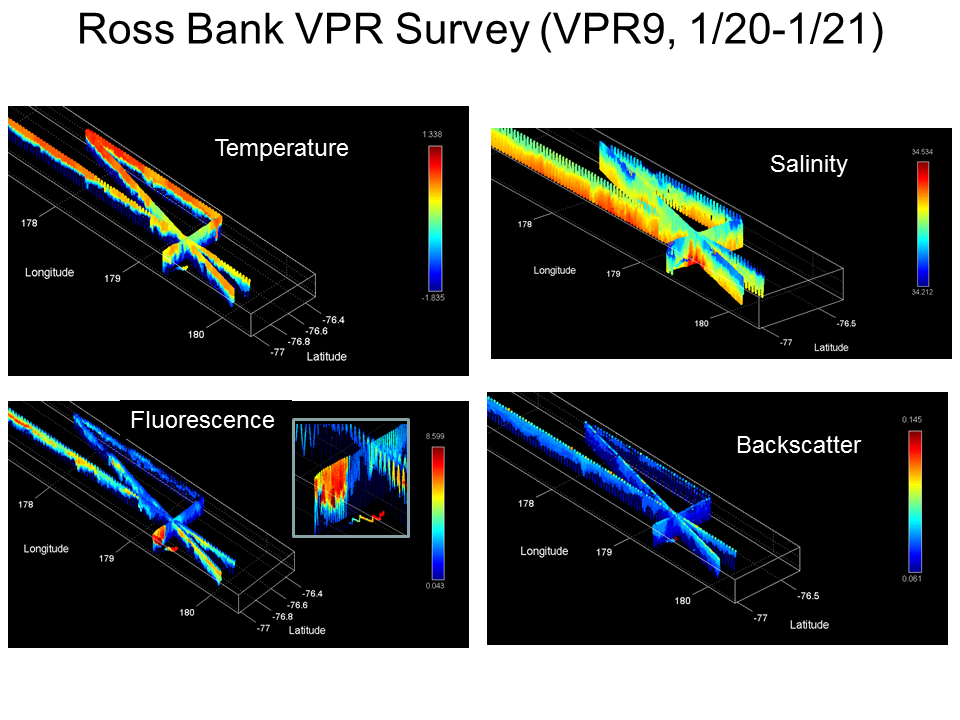 Ross Bank VPR Survey (VPR9, 1/20-1/21)
Temperature
1.338
-1.835
178
Longitude
179
180
-76.4
-76.6
-76.8
-77
Latitude
Salinity
34.534
34.212
178
Longitude
179
180
-76.5
-77
Latitude
Fluorescence
8.599
0.043
178
Longitude
179
180
-76.4
-76.6
-76.8
-77
Latitude
Backscatter
0.145
0.061
178
Longitude
179
180
-76.5
-77
Latitude